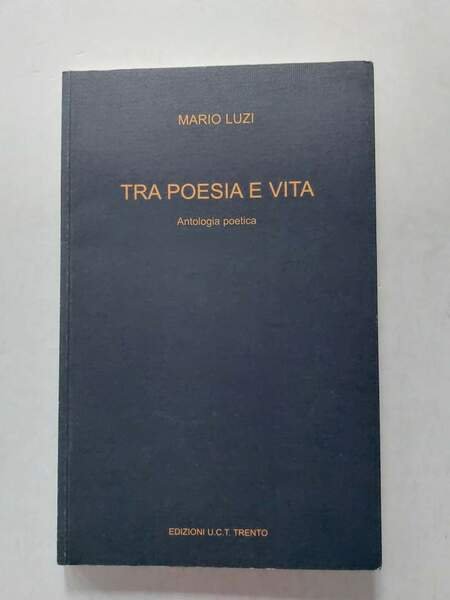 MARIO LUZI
TRA POESIA E VITA
Antologia poetica
EDIZIONI U.C.T. TRENTO